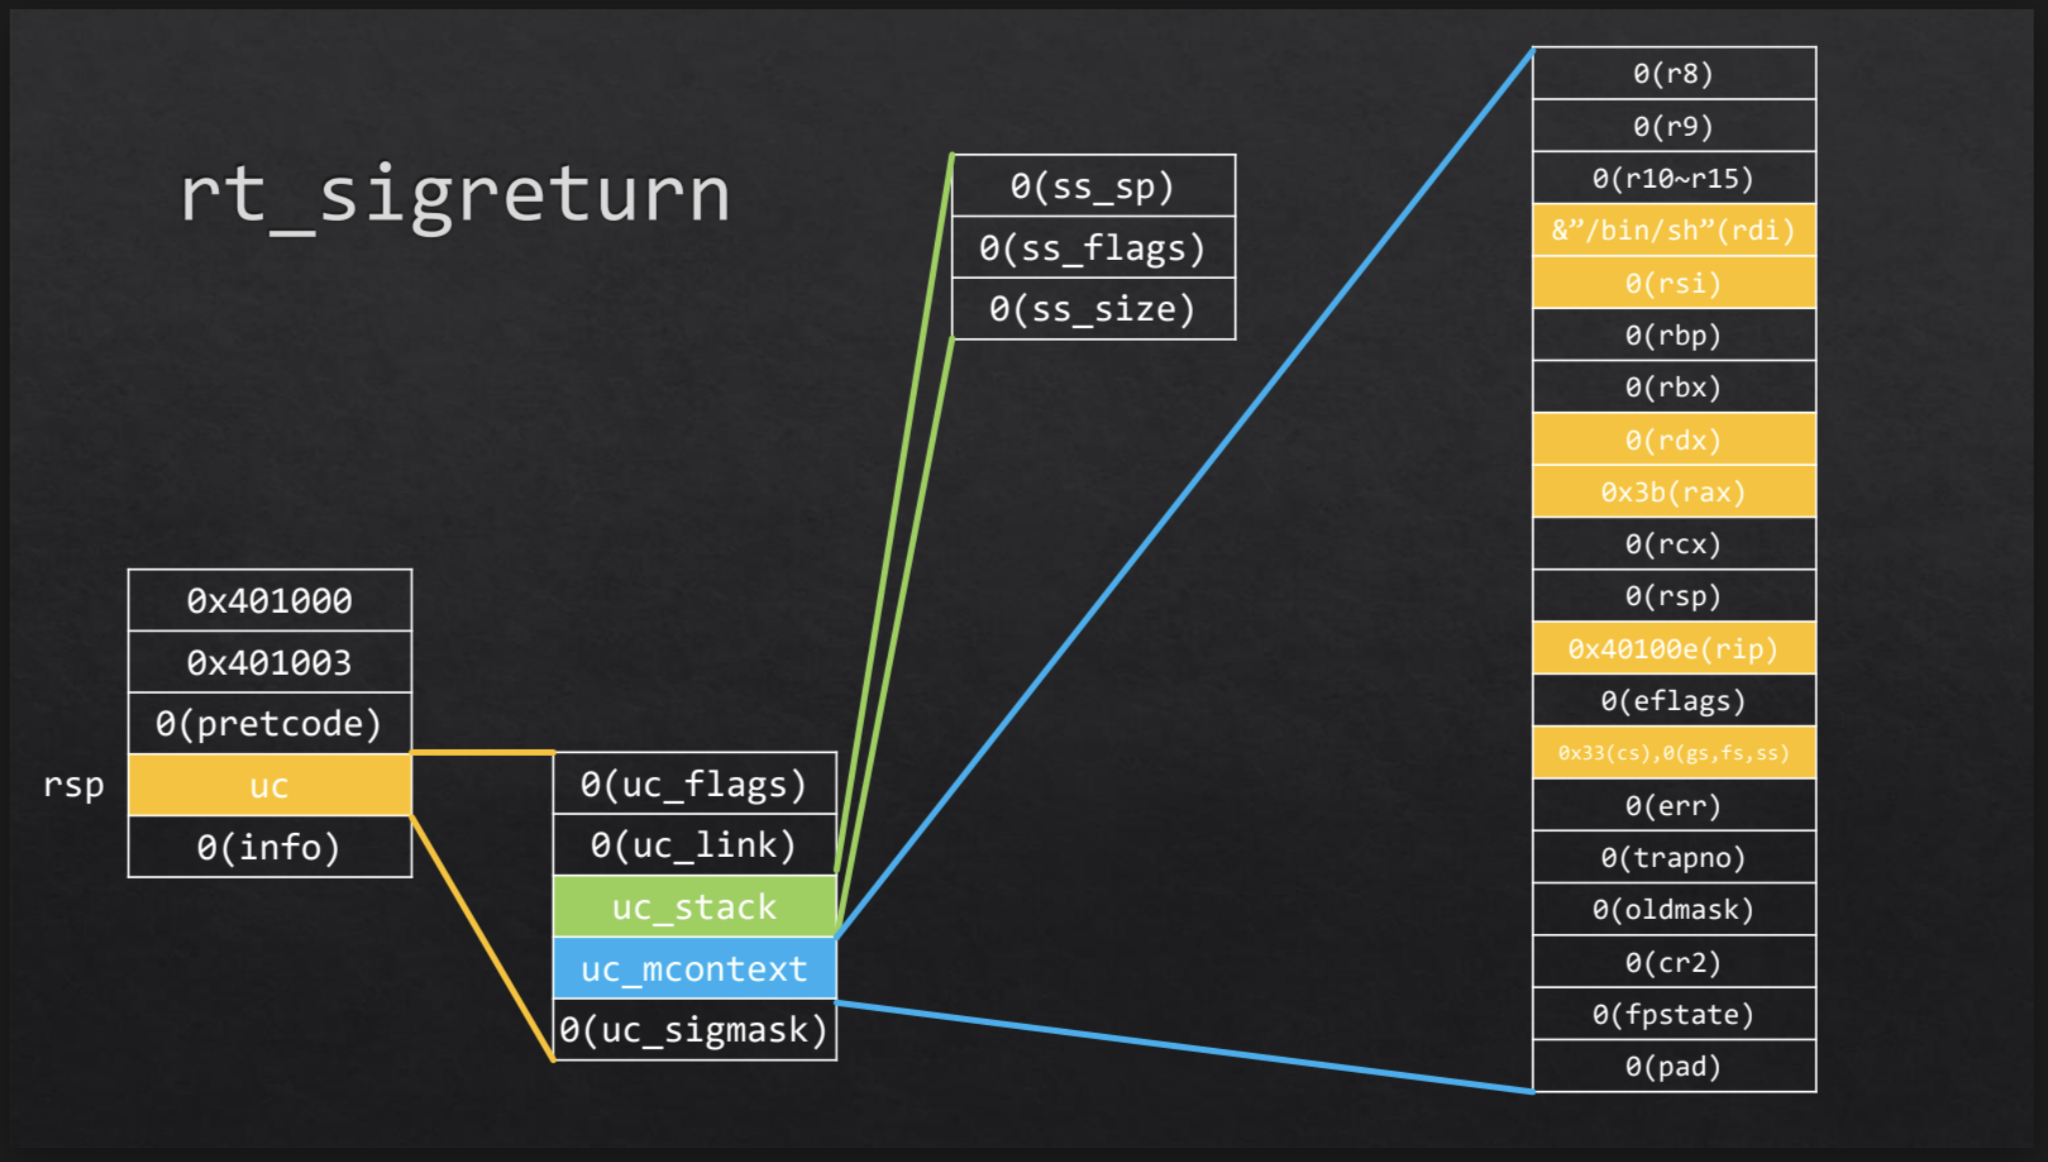 rt_sigreturn
0x401000
0x401003
0(pretcode)
rsp
uc
0(info)
0(uc_flags)
0(uc_link)
uc_stack
uc_mcontext
0(uc_sigmask)
0(ss_sp)
0(ss_flags)
0(ss_size)
0(r8)
0(r9)
0(r10~r15)
&”/bin/sh”(rdi)
0(rsi)
0(rbp)
0(rbx)
0(rdx)
0x3b(rax)
0(rcx)
0(rsp)
0x40100e(rip)
0(eflags)
0x33(cs),0(gs,fs,ss)
0(err)
0(trapno)
0(oldmask)
0(cr2)
0(fpstate)
0(pad)